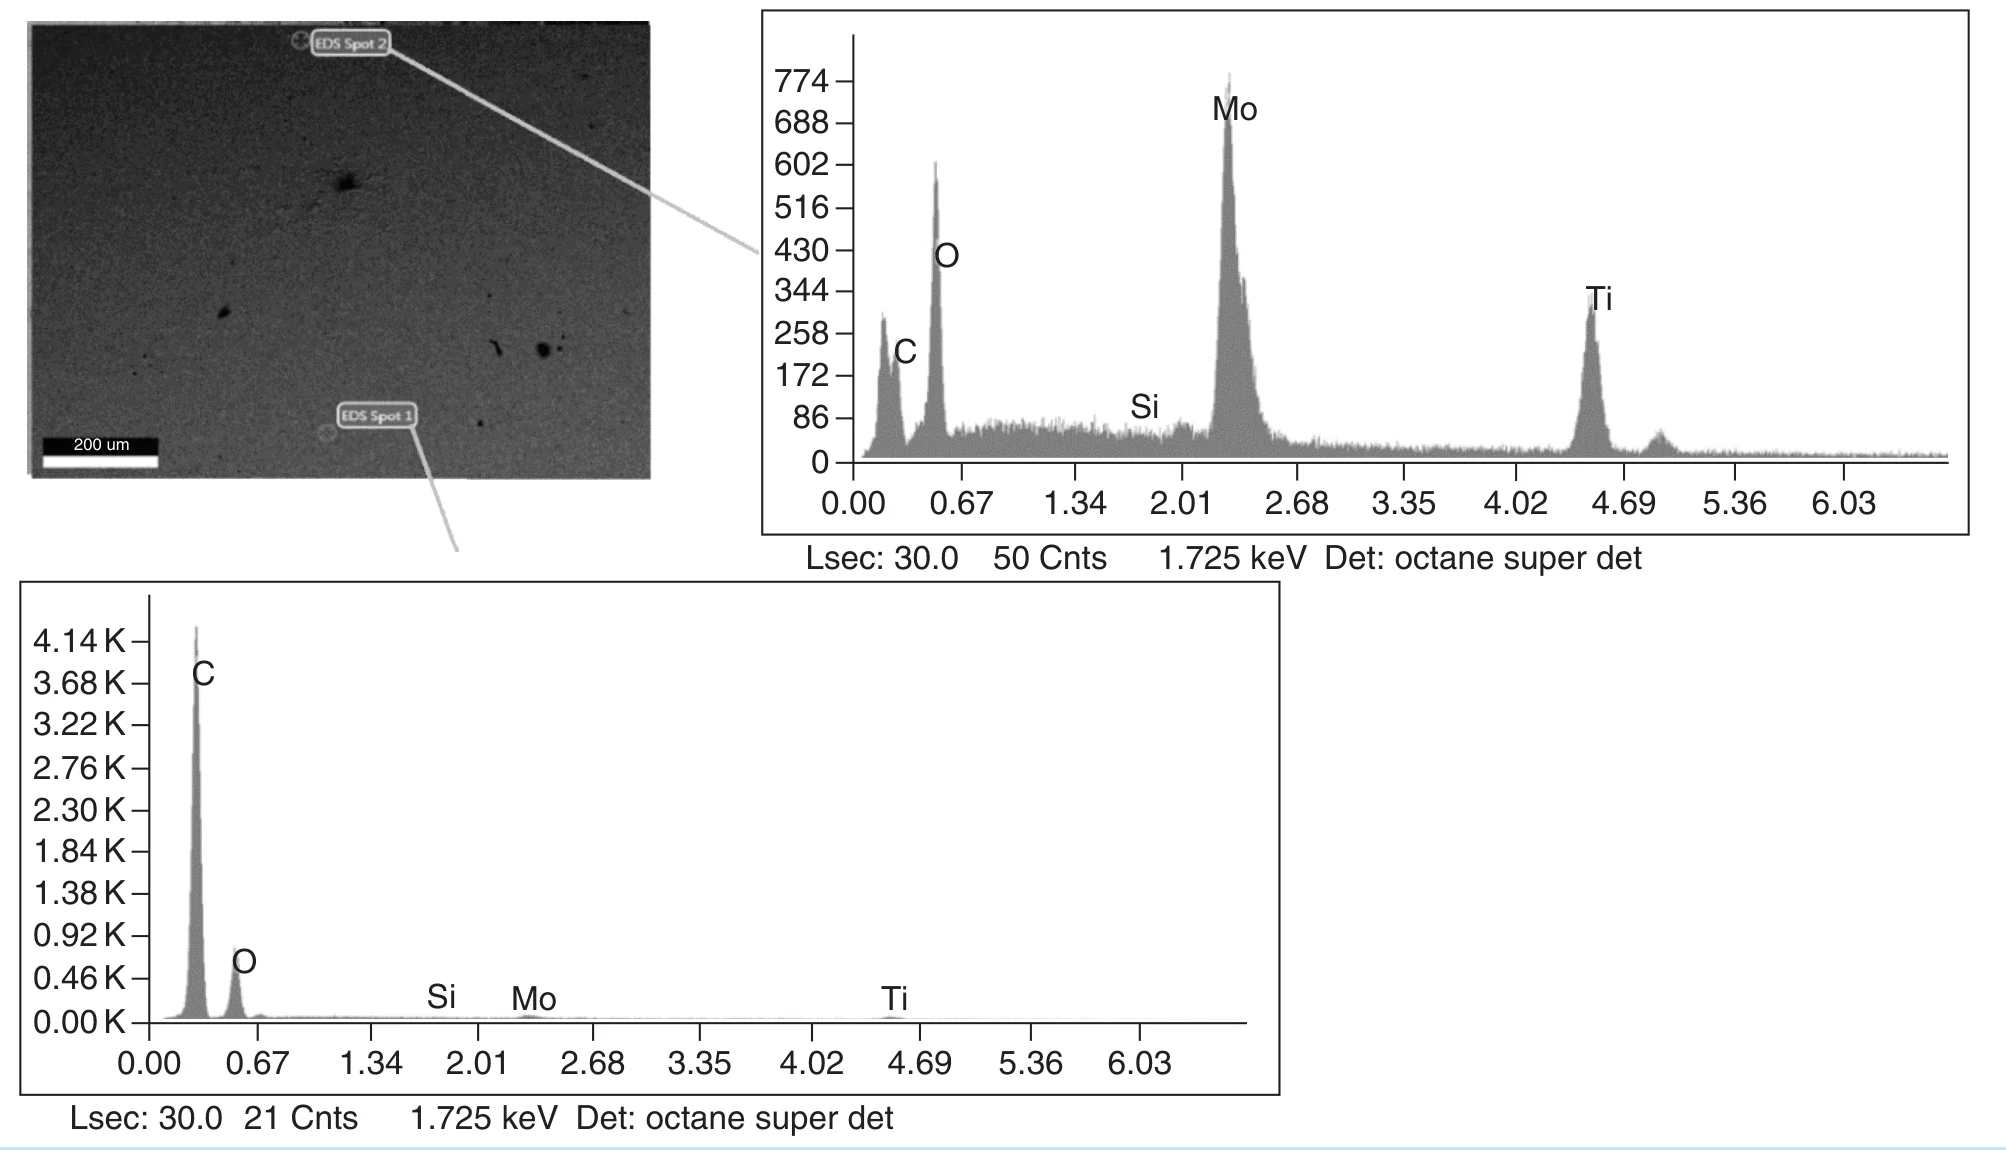 EDS Spot 2
EDS Spot 1
200 um
774
688
602
516
430
344
258
172
86
0
Mo
O
C
Si
Ti
0.00 0.67 1.34 2.01 2.68 3.35 4.02 4.69 5.36 6.03
Lsec: 30.0 50 Cnts 1.725 keV Det: octane super det
4.14 K
3.68 K
3.22 K
2.76 K
2.30 K
1.84 K
1.38 K
0.92 K
0.46 K
0.00 K
C
O
Si Mo Ti
0.00 0.67 1.34 2.01 2.68 3.35 4.02 4.69 5.36 6.03
Lsec: 30.0 21 Cnts 1.725 keV Det: octane super det